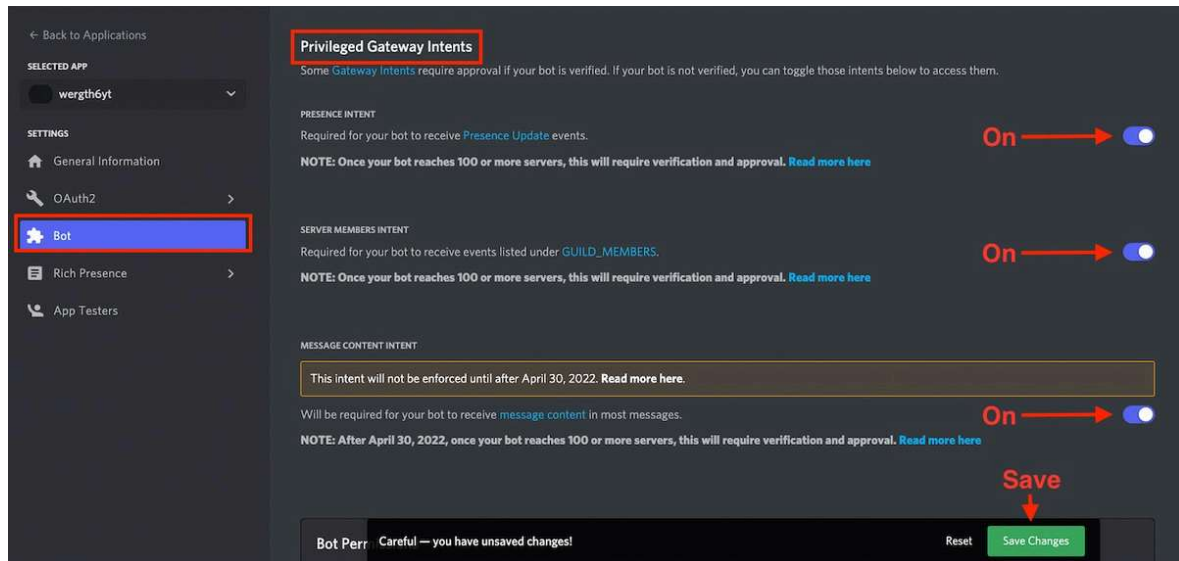 ← Back to Applications
SELECTED APP
wergth6yt
SETTINGS
General Information
OAuth2
Bot
Rich Presence
App Testers
Privileged Gateway Intents
Some Gateway Intents require approval if your bot is verified. If your bot is not verified, you can toggle those intents below to access them.
PRESENCE INTENT
Required for your bot to receive Presence Update events.
On
NOTE: Once your bot reaches 100 or more servers, this will require verification and approval. Read more here
SERVER MEMBERS INTENT
Required for your bot to receive events listed under GUILD_MEMBERS.
On
NOTE: Once your bot reaches 100 or more servers, this will require verification and approval. Read more here
MESSAGE CONTENT INTENT
This intent will not be enforced until after April 30, 2022. Read more here.
Will be required for your bot to receive message content in most messages.
On
NOTE: After April 30, 2022, once your bot reaches 100 or more servers, this will require verification and approval. Read more here
Save
Bot Perm
Careful — you have unsaved changes!
Reset
Save Changes